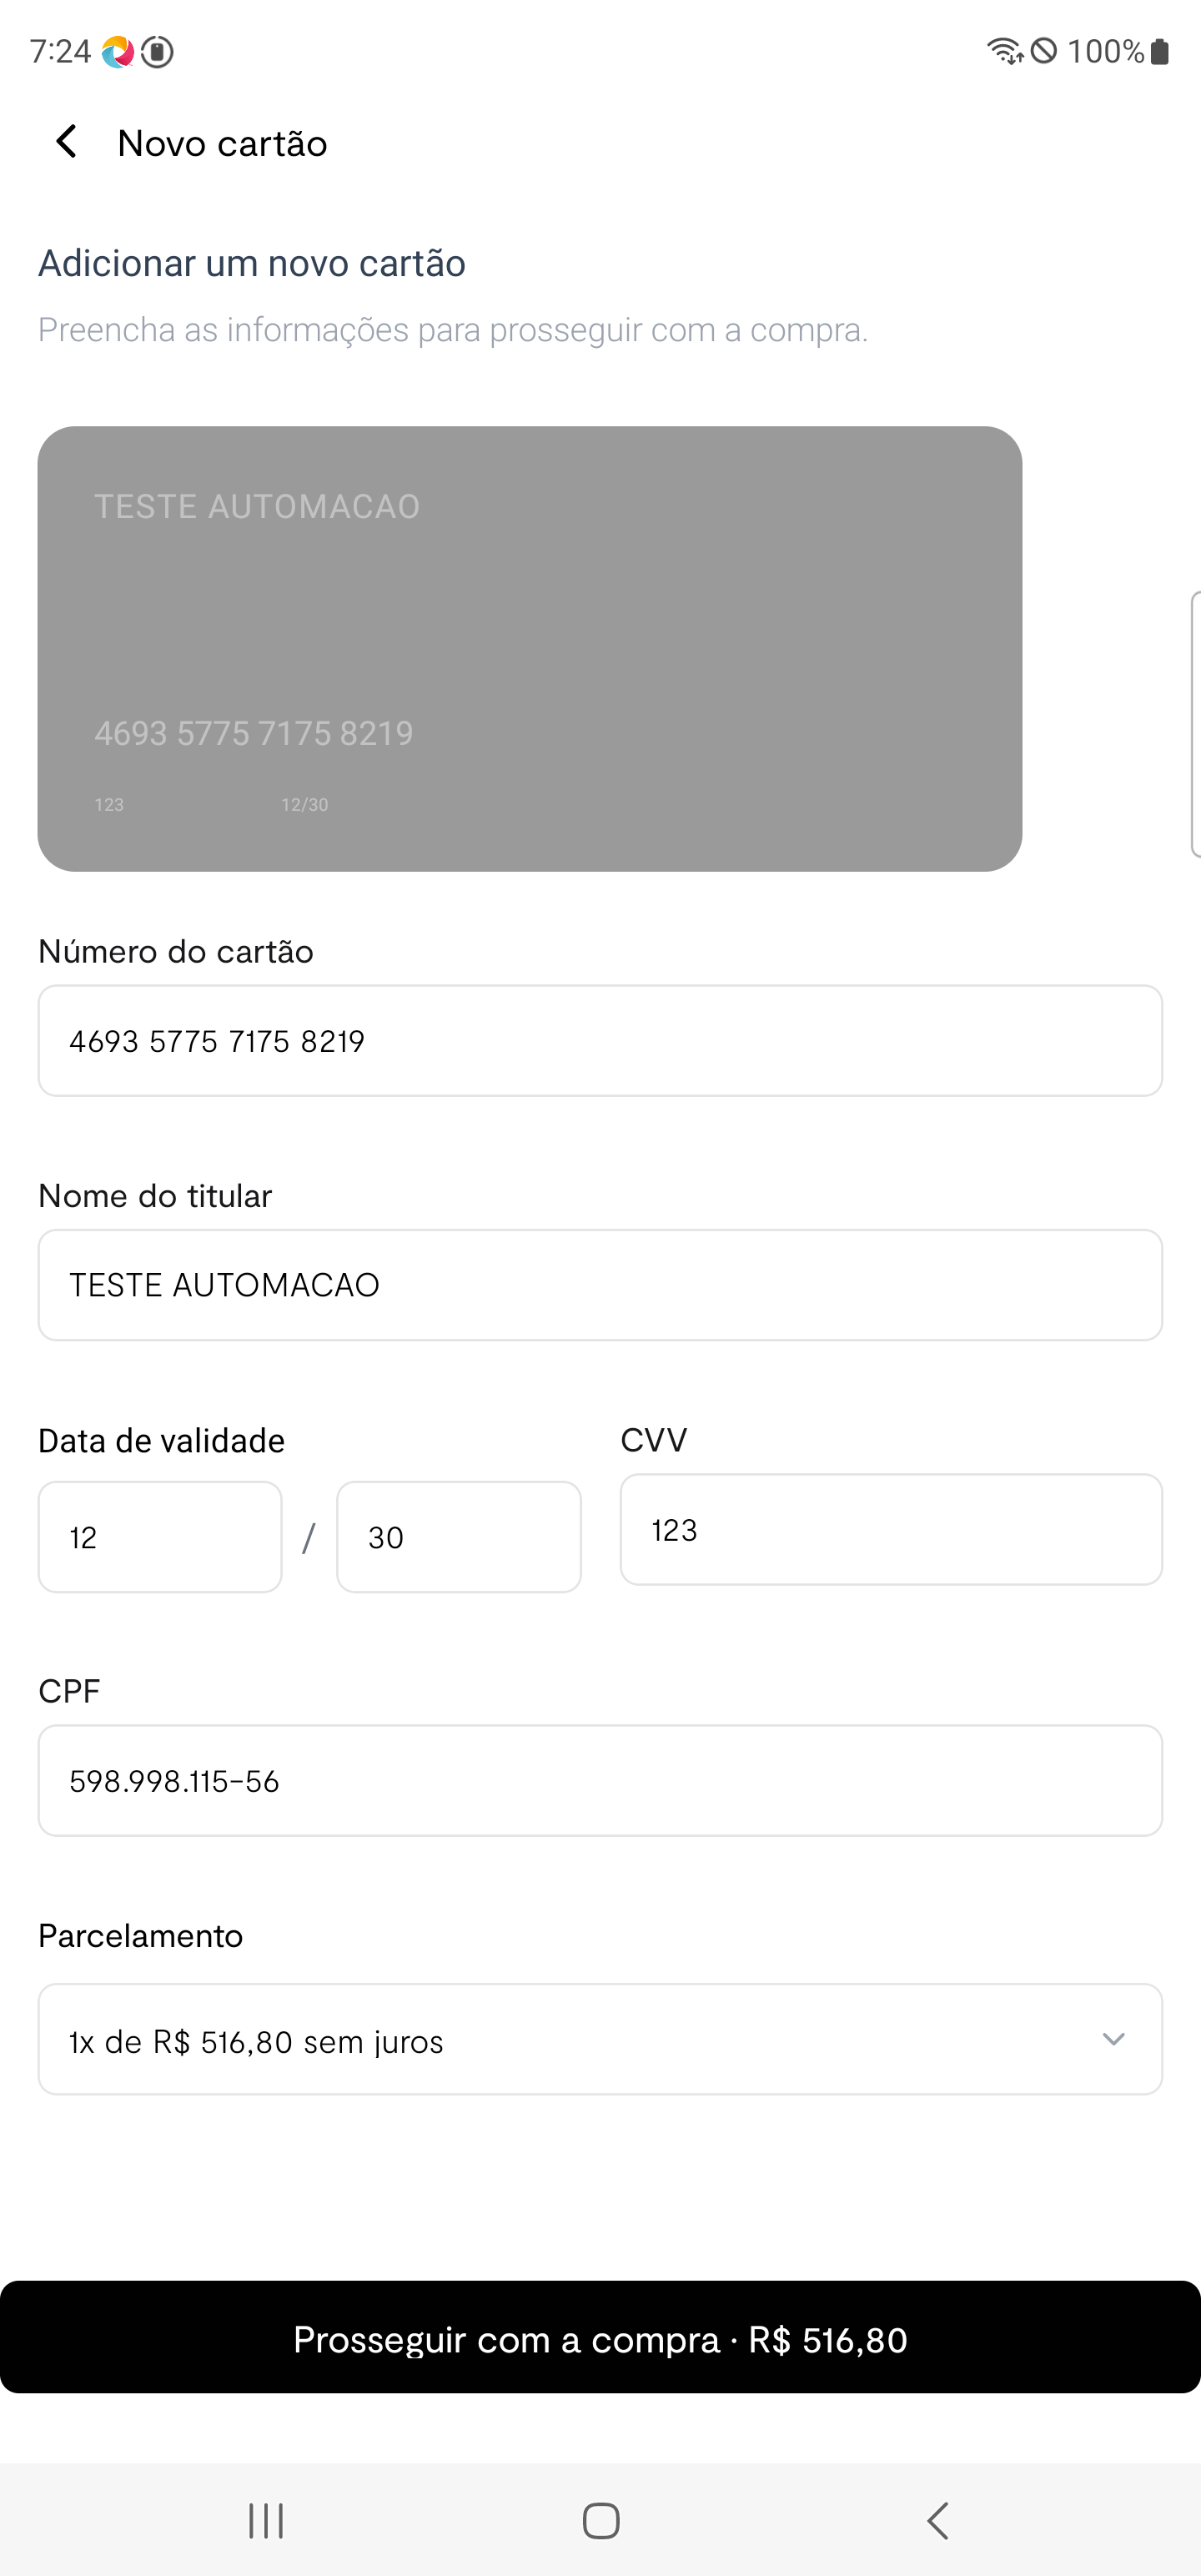 7:24 100%
Novo cartão
Adicionar um novo cartão
Preencha as informações para prosseguir com a compra.
TESTE AUTOMACAO
4693 5775 7175 8219
123 12/30
Número do cartão
4693 5775 7175 8219
Nome do titular
TESTE AUTOMACAO
Data de validade CVV
12 / 30 123
CPF
598.998.115-56
Parcelamento
1x de R$ 516,80 sem juros
Prosseguir com a compra · R$ 516,80